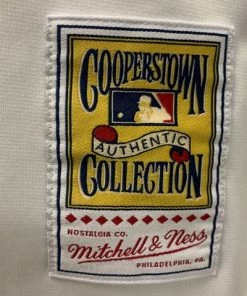 COOPERSTOWN
AUTHENTIC
COLLECTION
NOSTALGIA CO.
Mitchell & Ness
PHILADELPHIA, PA.